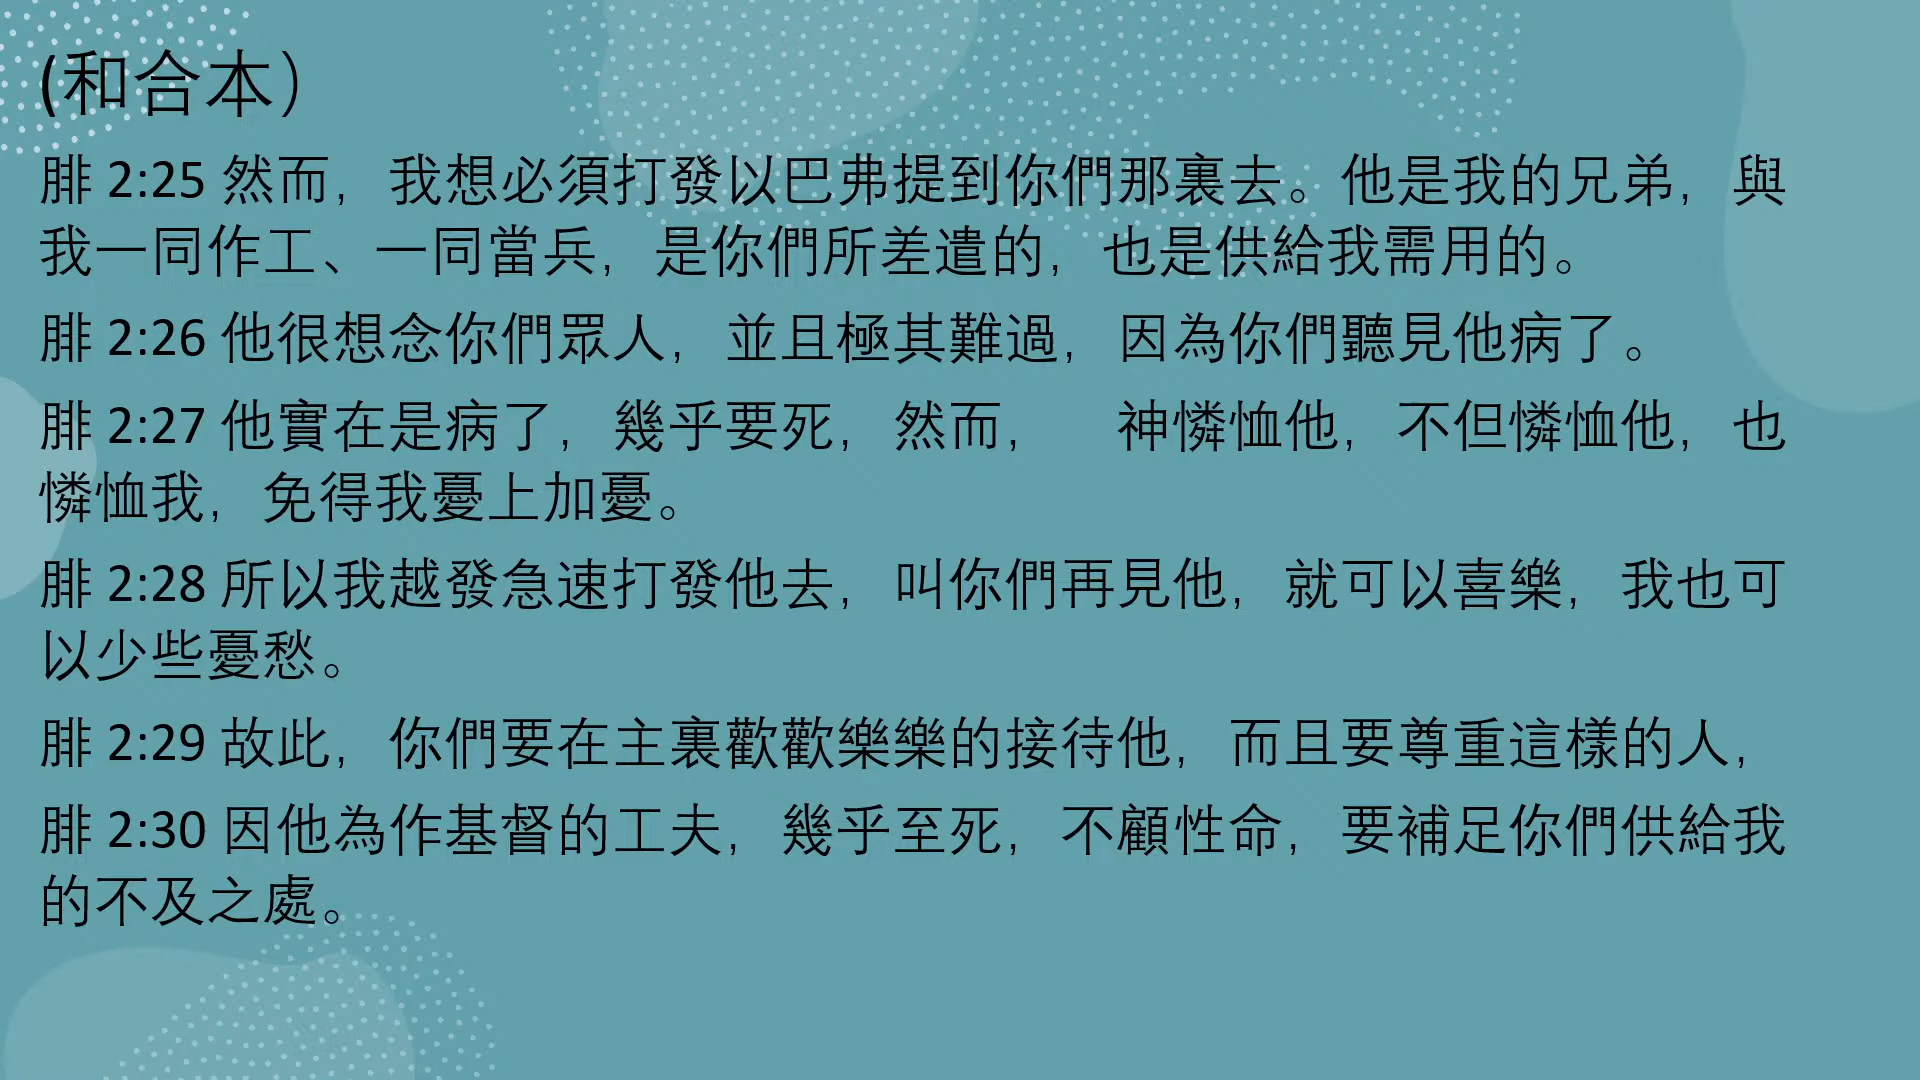 (和合本）
腓 2:25 然而，我想必須打發以巴弗提到你們那裏去。他是我的兄弟，與
我一同作工、一同當兵，是你們所差遣的，也是供給我需用的。
腓 2:26 他很想念你們眾人，並且極其難過，因為你們聽見他病了。
腓 2:27 他實在是病了，幾乎要死，然而，　神憐恤他，不但憐恤他，也
憐恤我，免得我憂上加憂。
腓 2:28 所以我越發急速打發他去，叫你們再見他，就可以喜樂，我也可
以少些憂愁。
腓 2:29 故此，你們要在主裏歡歡樂樂的接待他，而且要尊重這樣的人，
腓 2:30 因他為作基督的工夫，幾乎至死，不顧性命，要補足你們供給我
的不及之處。